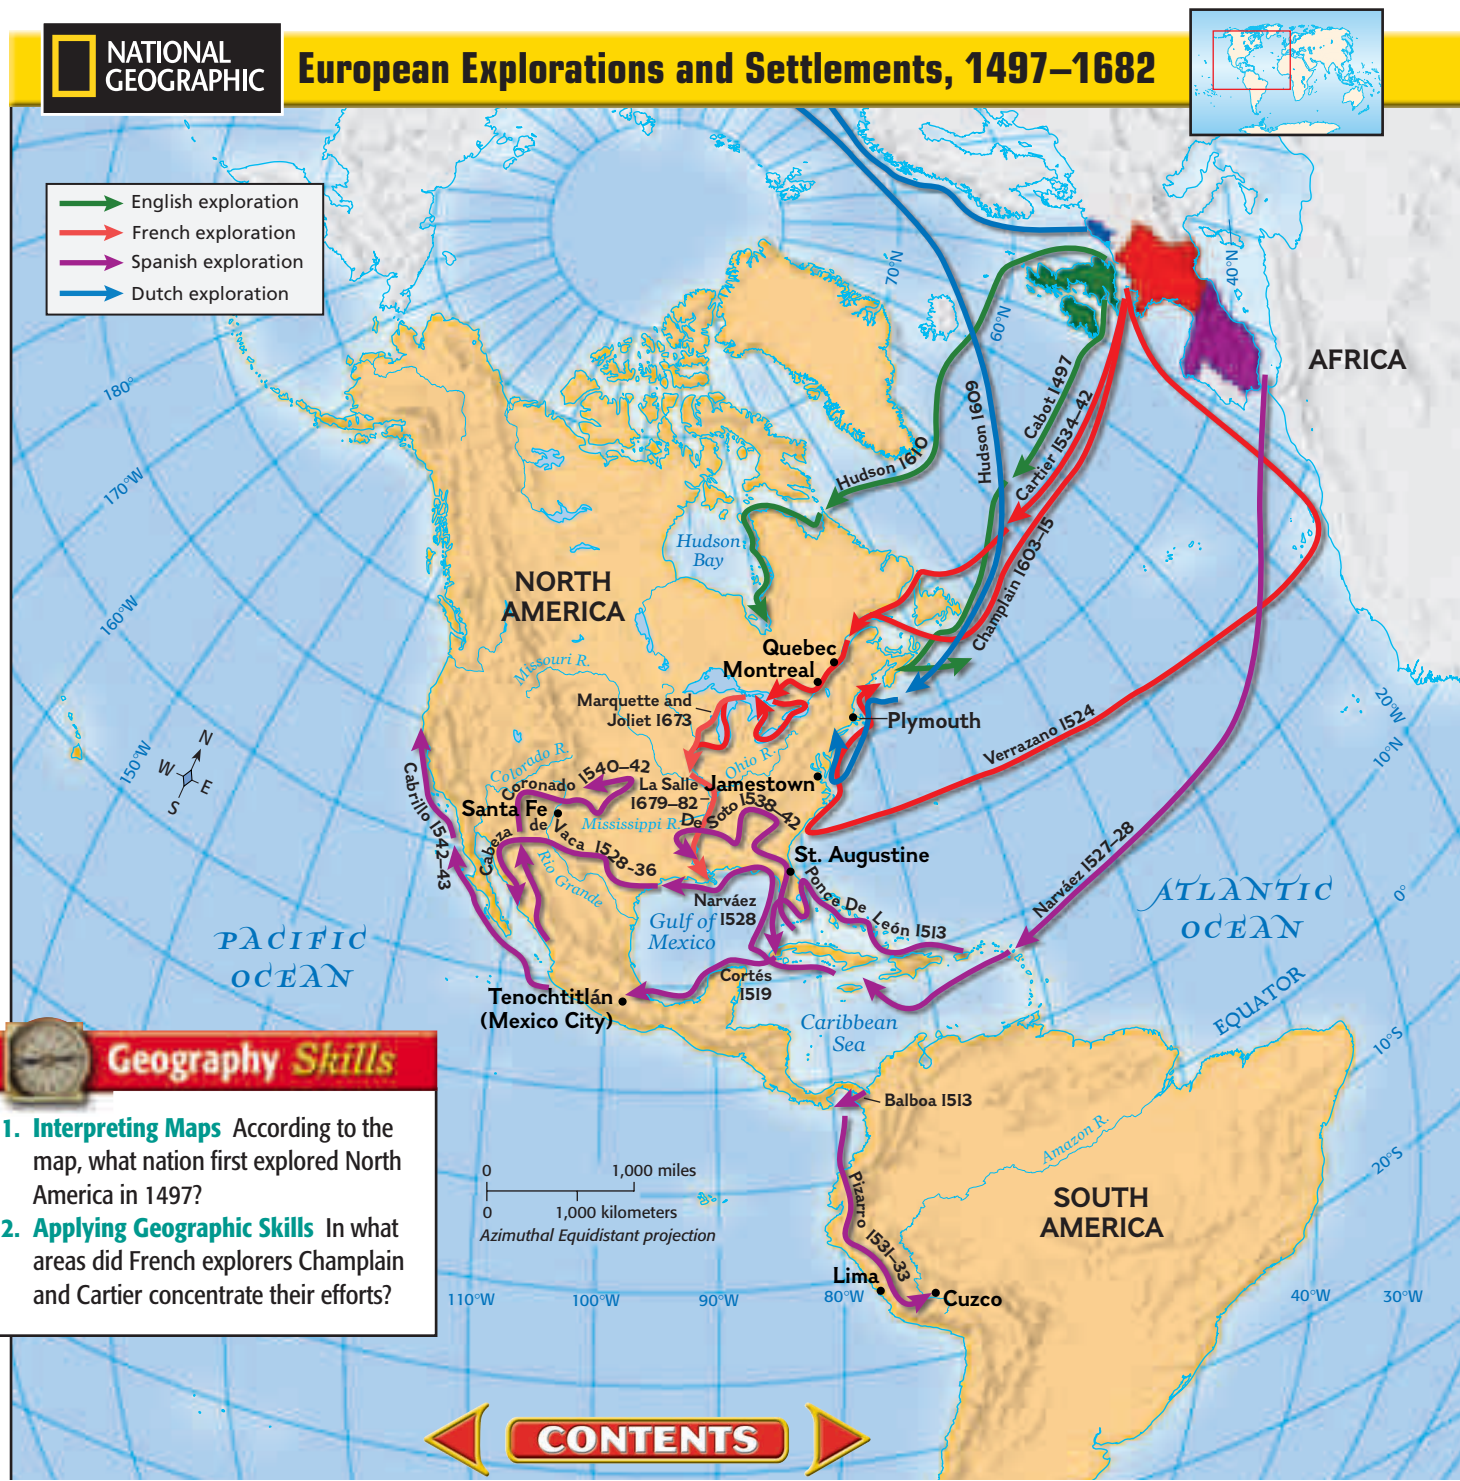 NATIONAL
GEOGRAPHIC
European Explorations and Settlements, 1497–1682
English exploration
French exploration
Spanish exploration
Dutch exploration
70°N
60°N
40°N
AFRICA
180°
170°W
160°W
150°W
N
W
E
S
Hudson 1610
Hudson 1609
Cabot 1497
Cartier 1534–42
Champlain 1603–15
Hudson
Bay
NORTH
AMERICA
Quebec
Montreal
Missouri R.
Marquette and
Joliet 1673
Plymouth
Verrazano 1524
20°W
10°W
0°
Ohio R.
Colorado R.
Coronado 1540–42
La Salle
1679–82
Jamestown
Santa Fe
Mississippi R.
De Soto 1538–42
Cabrillo 1542–43
Cabeza de Vaca 1528-36
Rio Grande
St. Augustine
Narváez
1528
Ponce De León 1513
Narváez 1527–28
Gulf of
Mexico
ATLANTIC
OCEAN
PACIFIC
OCEAN
Cortés
1519
Tenochtitlán
(Mexico City)
Caribbean
Sea
EQUATOR
10°S
20°S
Balboa 1513
Amazon R.
Pizarro 1531–33
SOUTH
AMERICA
Lima
Cuzco
0
1,000 miles
0
1,000 kilometers
Azimuthal Equidistant projection
110°W
100°W
90°W
80°W
40°W
30°W
Geography Skills
1. Interpreting Maps According to the
map, what nation first explored North
America in 1497?
2. Applying Geographic Skills In what
areas did French explorers Champlain
and Cartier concentrate their efforts?
CONTENTS